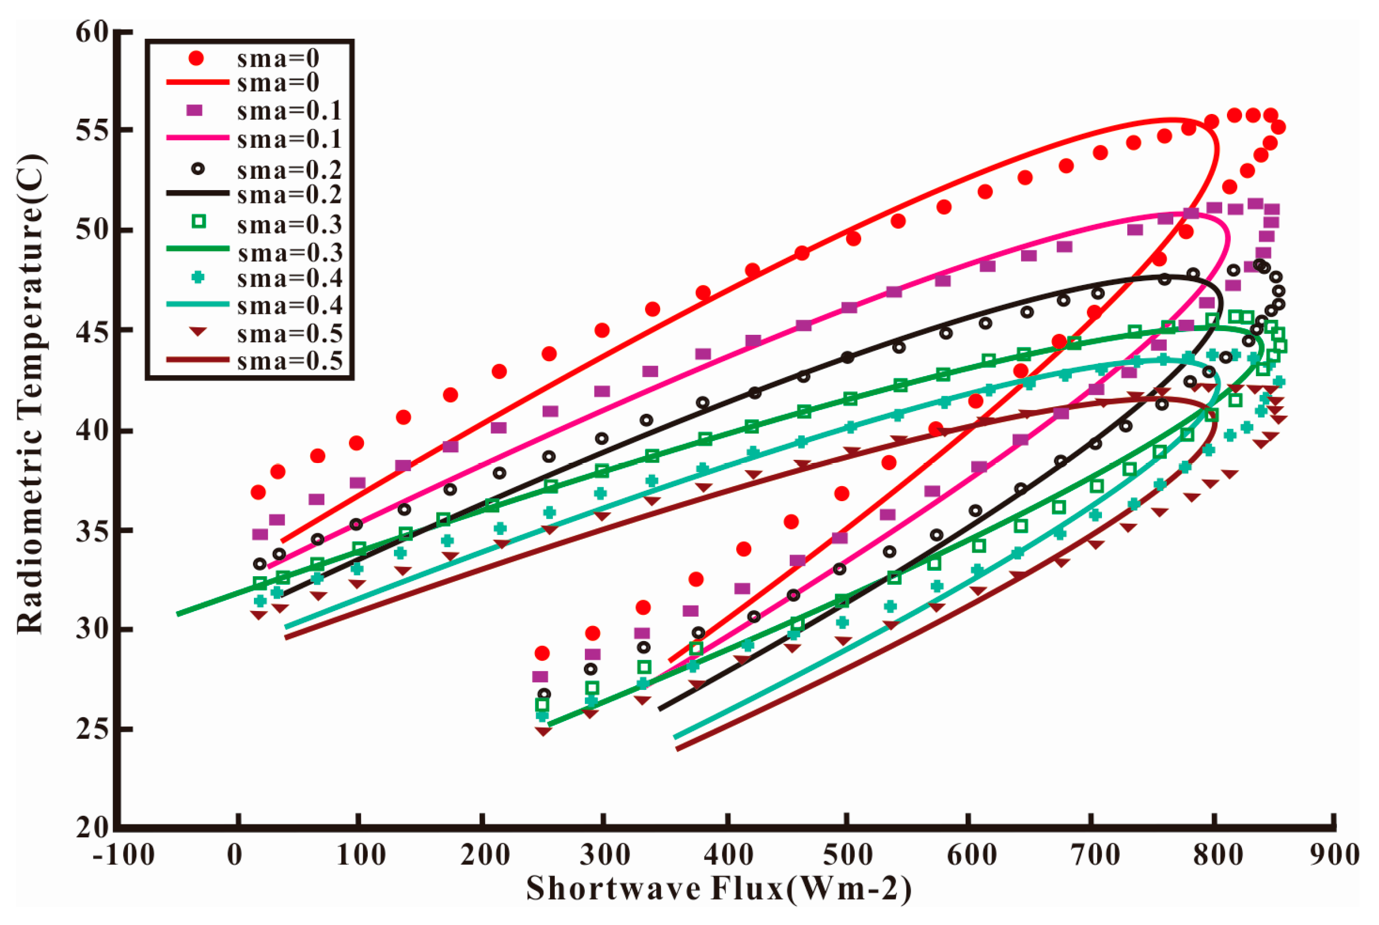 60
55
50
45
40
35
30
25
20
Radiometric Temperature(C)
sma=0
sma=0
sma=0.1
sma=0.1
sma=0.2
sma=0.2
sma=0.3
sma=0.3
sma=0.4
sma=0.4
sma=0.5
sma=0.5
-100 0 100 200 300 400 500 600 700 800 900
Shortwave Flux(Wm-2)